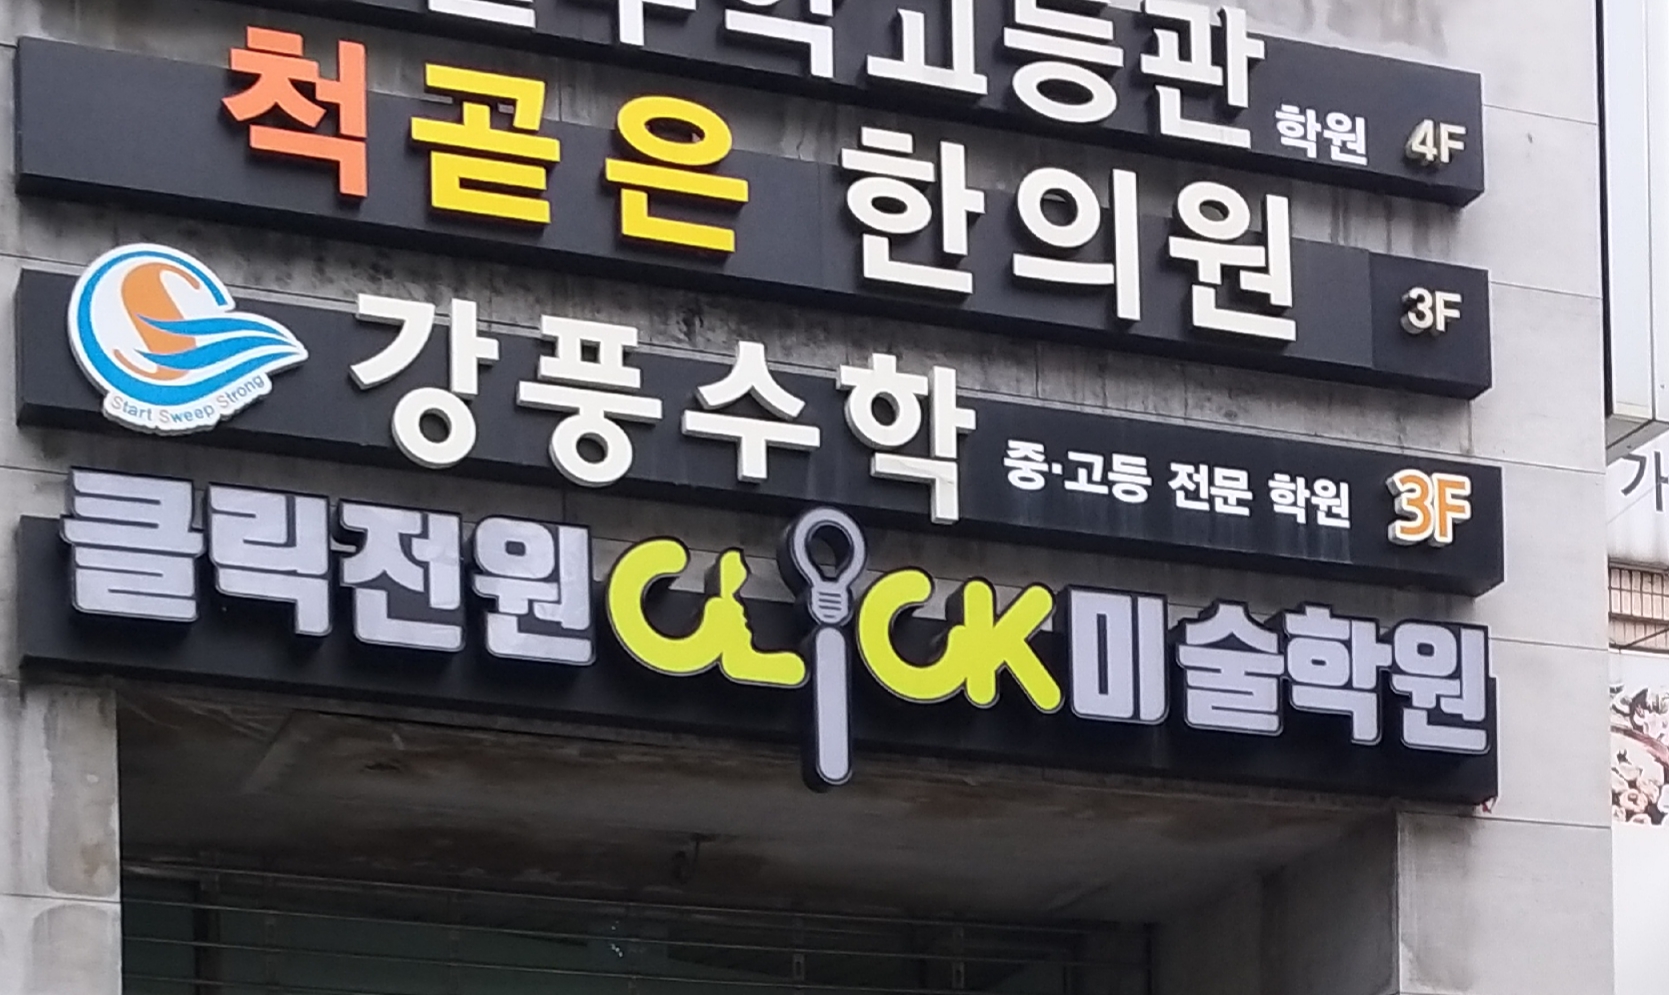 고등관 학원 4F
척곧은 한의원 3F
Start Sweep Strong
강풍수학 중·고등 전문 학원 3F
클릭전원 CLiCK 미술학원